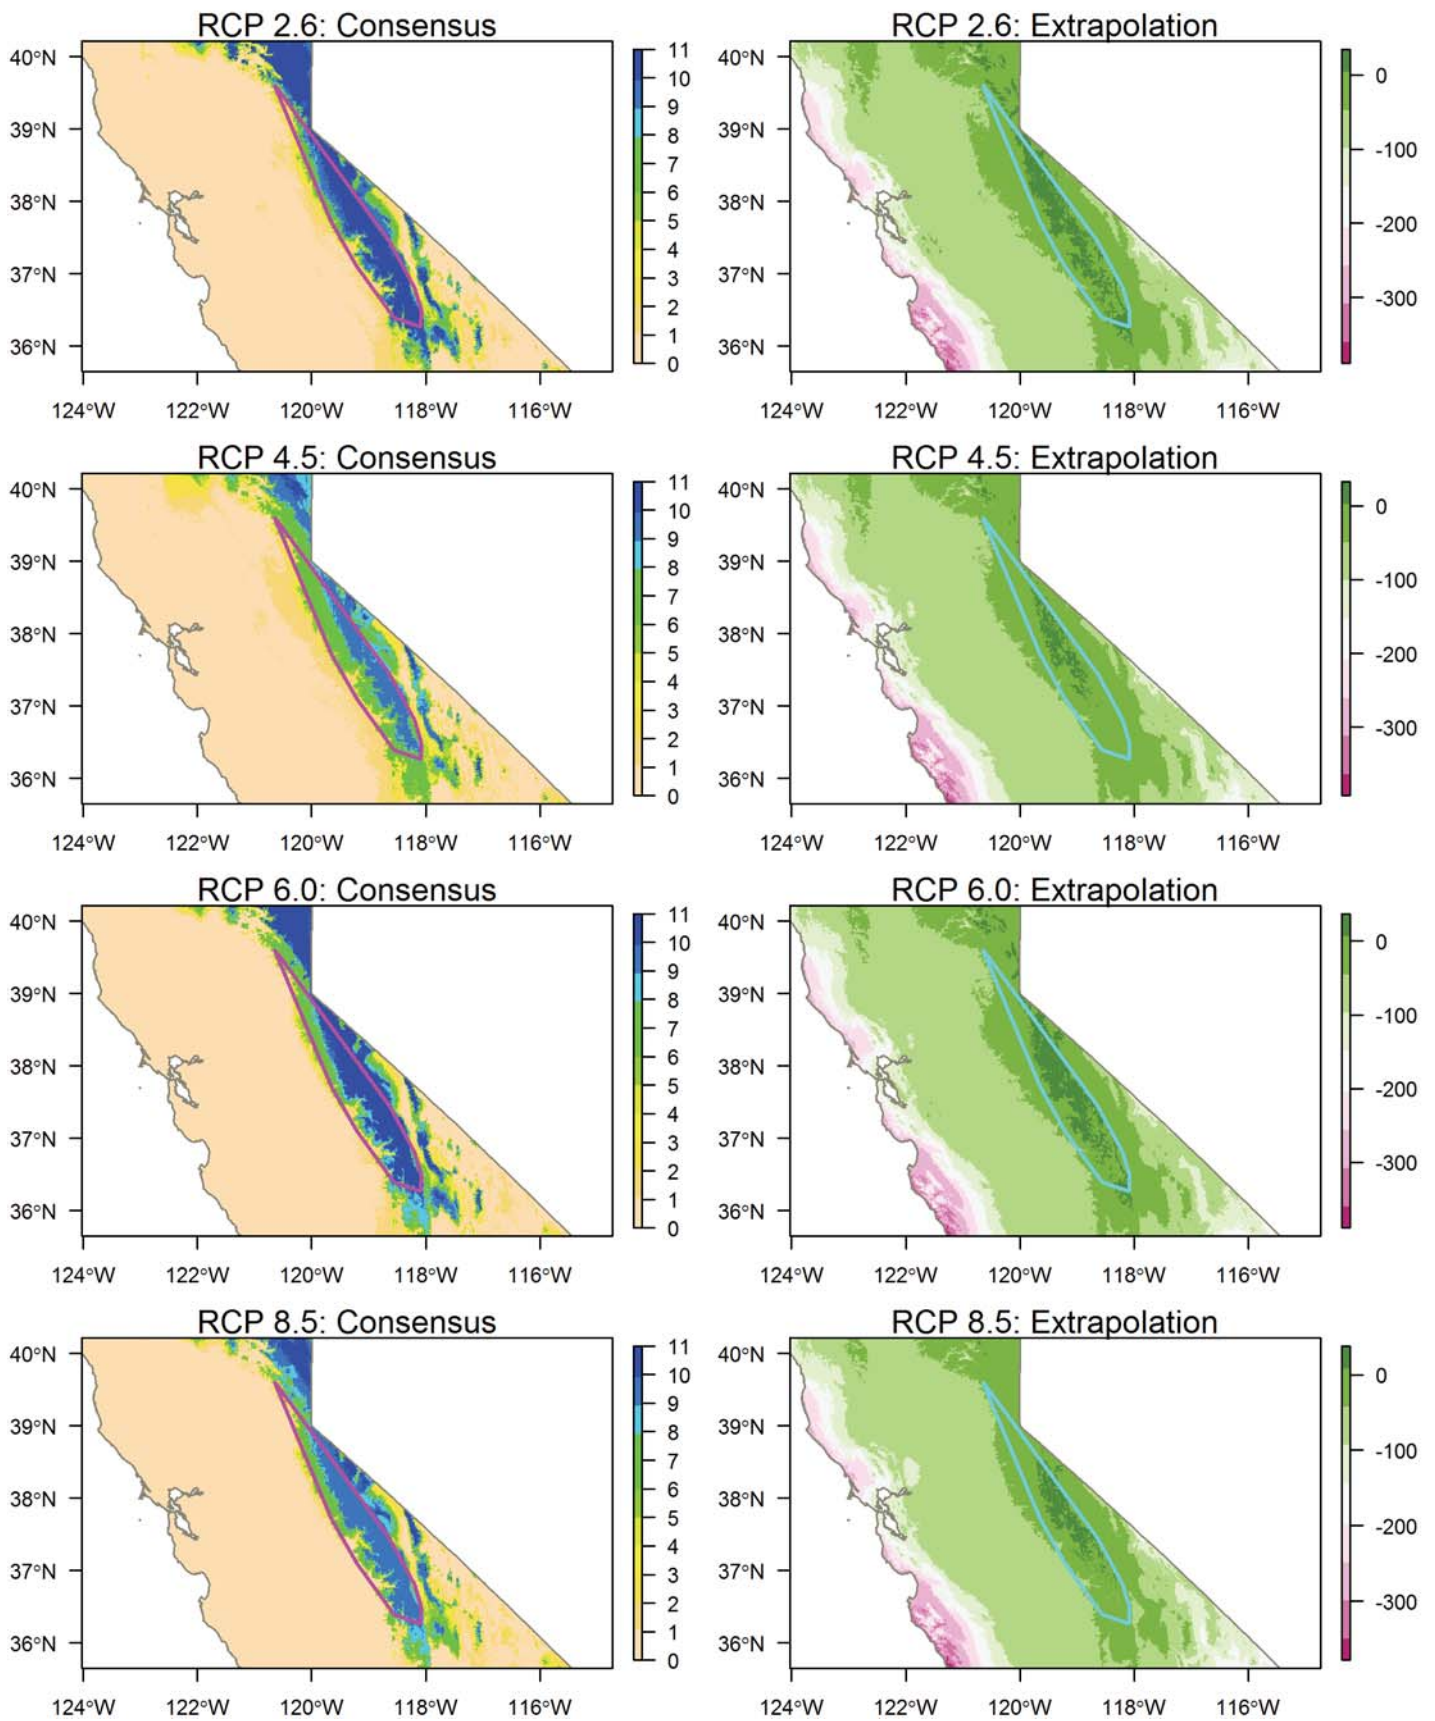 RCP 2.6: Consensus
40°N
39°N
38°N
37°N
36°N
124°W 122°W 120°W 118°W 116°W
11
10
9
8
7
6
5
4
3
2
1
0
RCP 2.6: Extrapolation
40°N
39°N
38°N
37°N
36°N
124°W 122°W 120°W 118°W 116°W
0
-100
-200
-300
RCP 4.5: Consensus
40°N
39°N
38°N
37°N
36°N
124°W 122°W 120°W 118°W 116°W
11
10
9
8
7
6
5
4
3
2
1
0
RCP 4.5: Extrapolation
40°N
39°N
38°N
37°N
36°N
124°W 122°W 120°W 118°W 116°W
0
-100
-200
-300
RCP 6.0: Consensus
40°N
39°N
38°N
37°N
36°N
124°W 122°W 120°W 118°W 116°W
11
10
9
8
7
6
5
4
3
2
1
0
RCP 6.0: Extrapolation
40°N
39°N
38°N
37°N
36°N
124°W 122°W 120°W 118°W 116°W
0
-100
-200
-300
RCP 8.5: Consensus
40°N
39°N
38°N
37°N
36°N
124°W 122°W 120°W 118°W 116°W
11
10
9
8
7
6
5
4
3
2
1
0
RCP 8.5: Extrapolation
40°N
39°N
38°N
37°N
36°N
124°W 122°W 120°W 118°W 116°W
0
-100
-200
-300